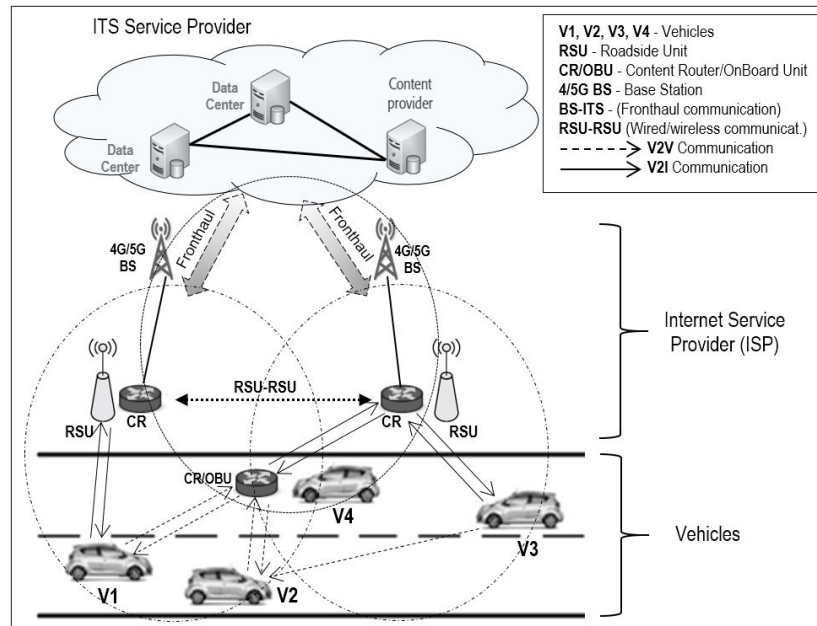 ITS Service Provider
Data
Center
Content
provider
Data
Center
V1, V2, V3, V4 - Vehicles
RSU - Roadside Unit
CR/OBU - Content Router/OnBoard Unit
4/5G BS - Base Station
BS-ITS - (Fronthaul communication)
RSU-RSU (Wired/wireless communicat.)
V2V Communication
V2I Communication
Fronthaul
Fronthaul
4G/5G
BS
4G/5G
BS
Internet Service
Provider (ISP)
RSU-RSU
RSU
CR
CR
RSU
CR/OBU
V4
V3
V1
V2
Vehicles